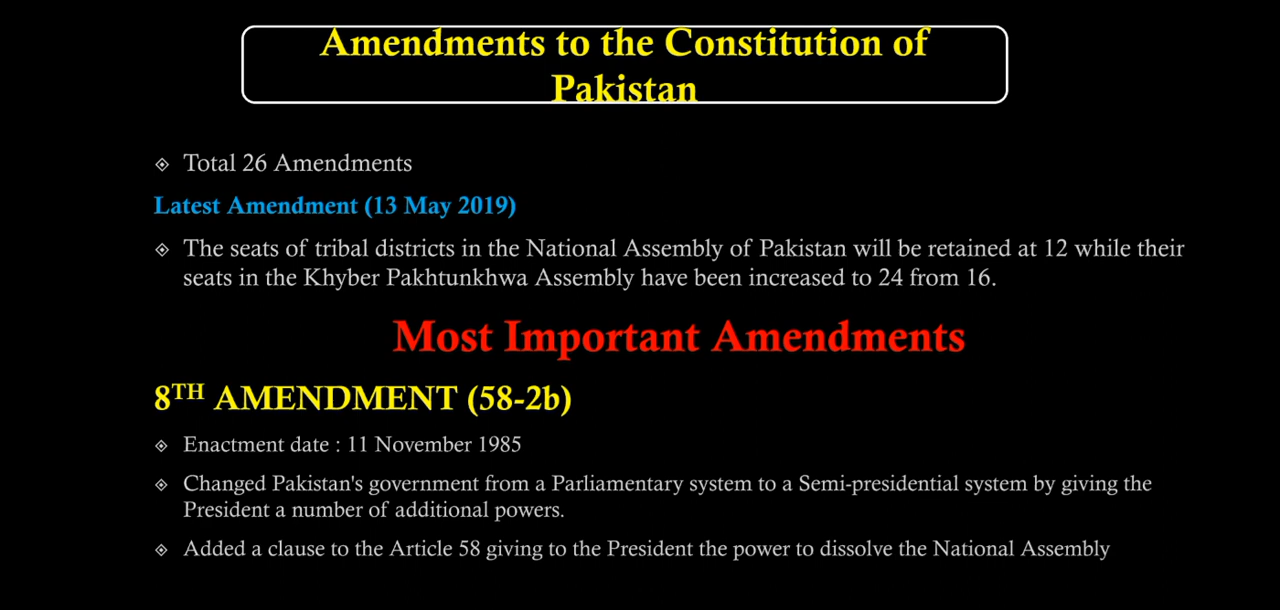 Amendments to the Constitution of
Pakistan
Total 26 Amendments
Latest Amendment (13 May 2019)
The seats of tribal districts in the National Assembly of Pakistan will be retained at 12 while their
seats in the Khyber Pakhtunkhwa Assembly have been increased to 24 from 16.
Most Important Amendments
8TH AMENDMENT (58-2b)
Enactment date : 11 November 1985
Changed Pakistan's government from a Parliamentary system to a Semi-presidential system by giving the
President a number of additional powers.
Added a clause to the Article 58 giving to the President the power to dissolve the National Assembly